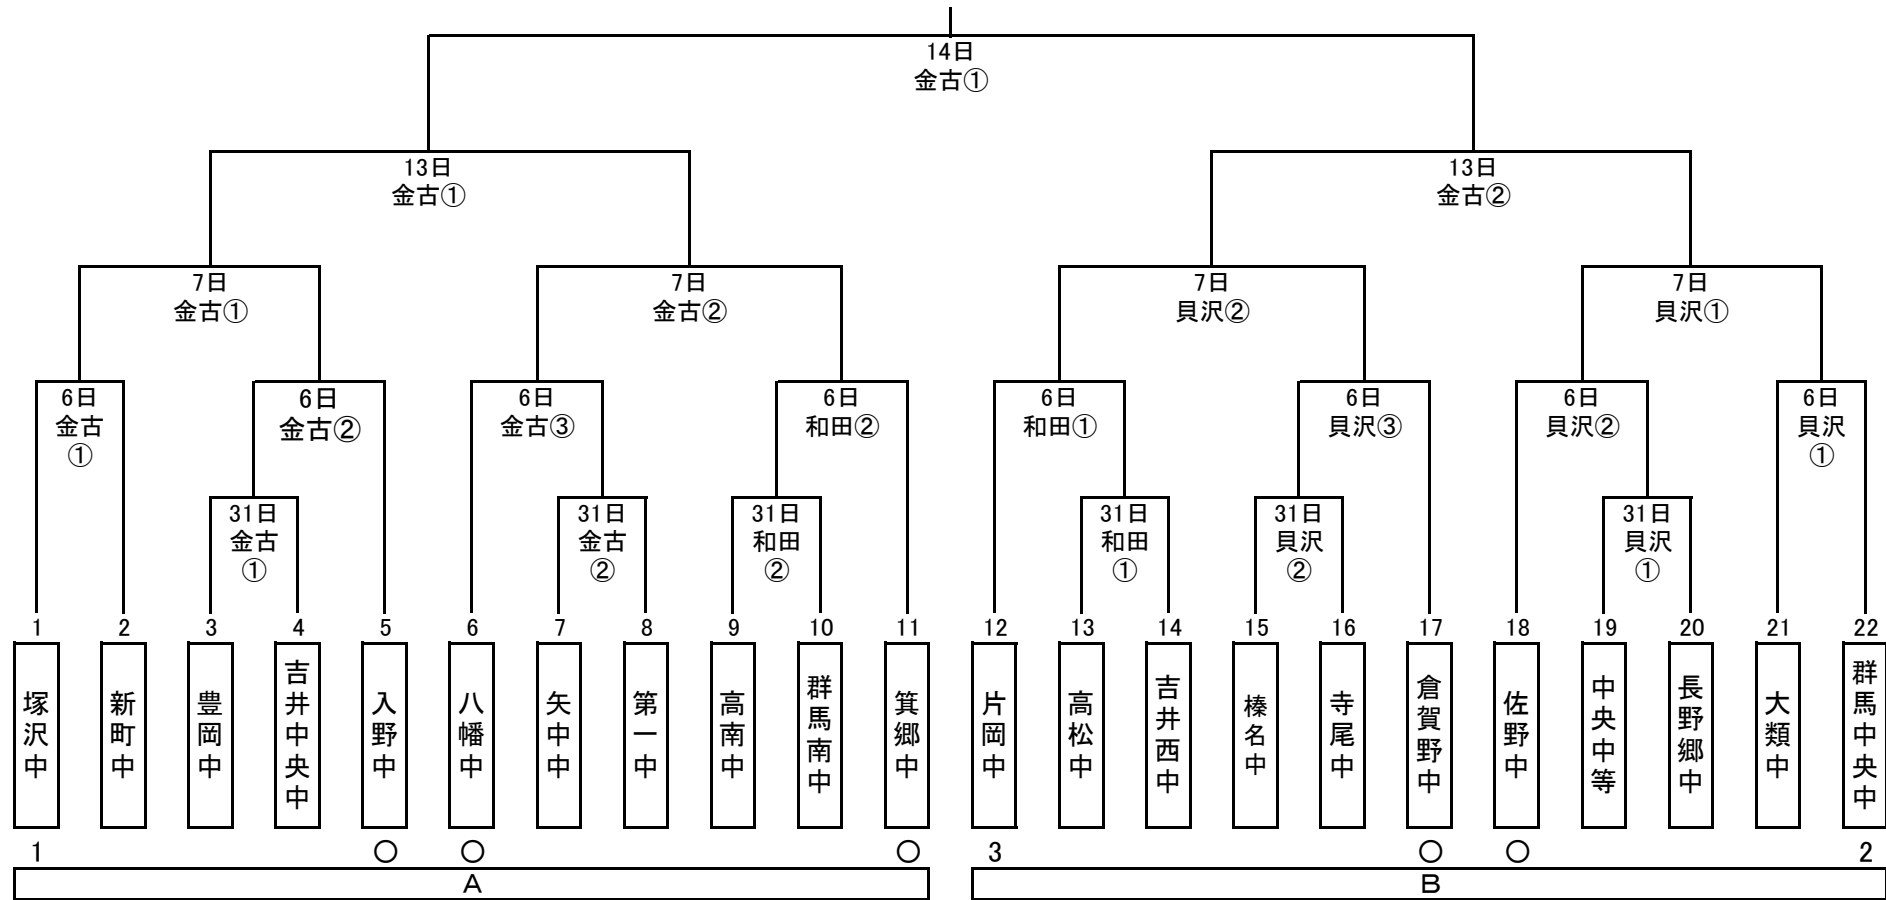 14日
金古①
13日
金古①
13日
金古②
7日
金古①
7日
金古②
7日
貝沢②
7日
貝沢①
6日
金古
①
6日
金古②
6日
金古③
6日
和田②
6日
和田①
6日
貝沢③
6日
貝沢②
6日
貝沢
①
31日
金古
①
31日
金古
②
31日
和田
②
31日
和田
①
31日
貝沢
②
31日
貝沢
①
1 2 3 4 5 6 7 8 9 10 11 12 13 14 15 16 17 18 19 20 21 22
塚沢中
新町中
豊岡中
吉井中央中
入野中
八幡中
矢中中
第一中
高南中
群馬南中
箕郷中
片岡中
高松中
吉井西中
榛名中
寺尾中
倉賀野中
佐野中
中央中等
長野郷中
大類中
群馬中央中
1 ○ ○ ○ 3 ○ ○ 2
A B